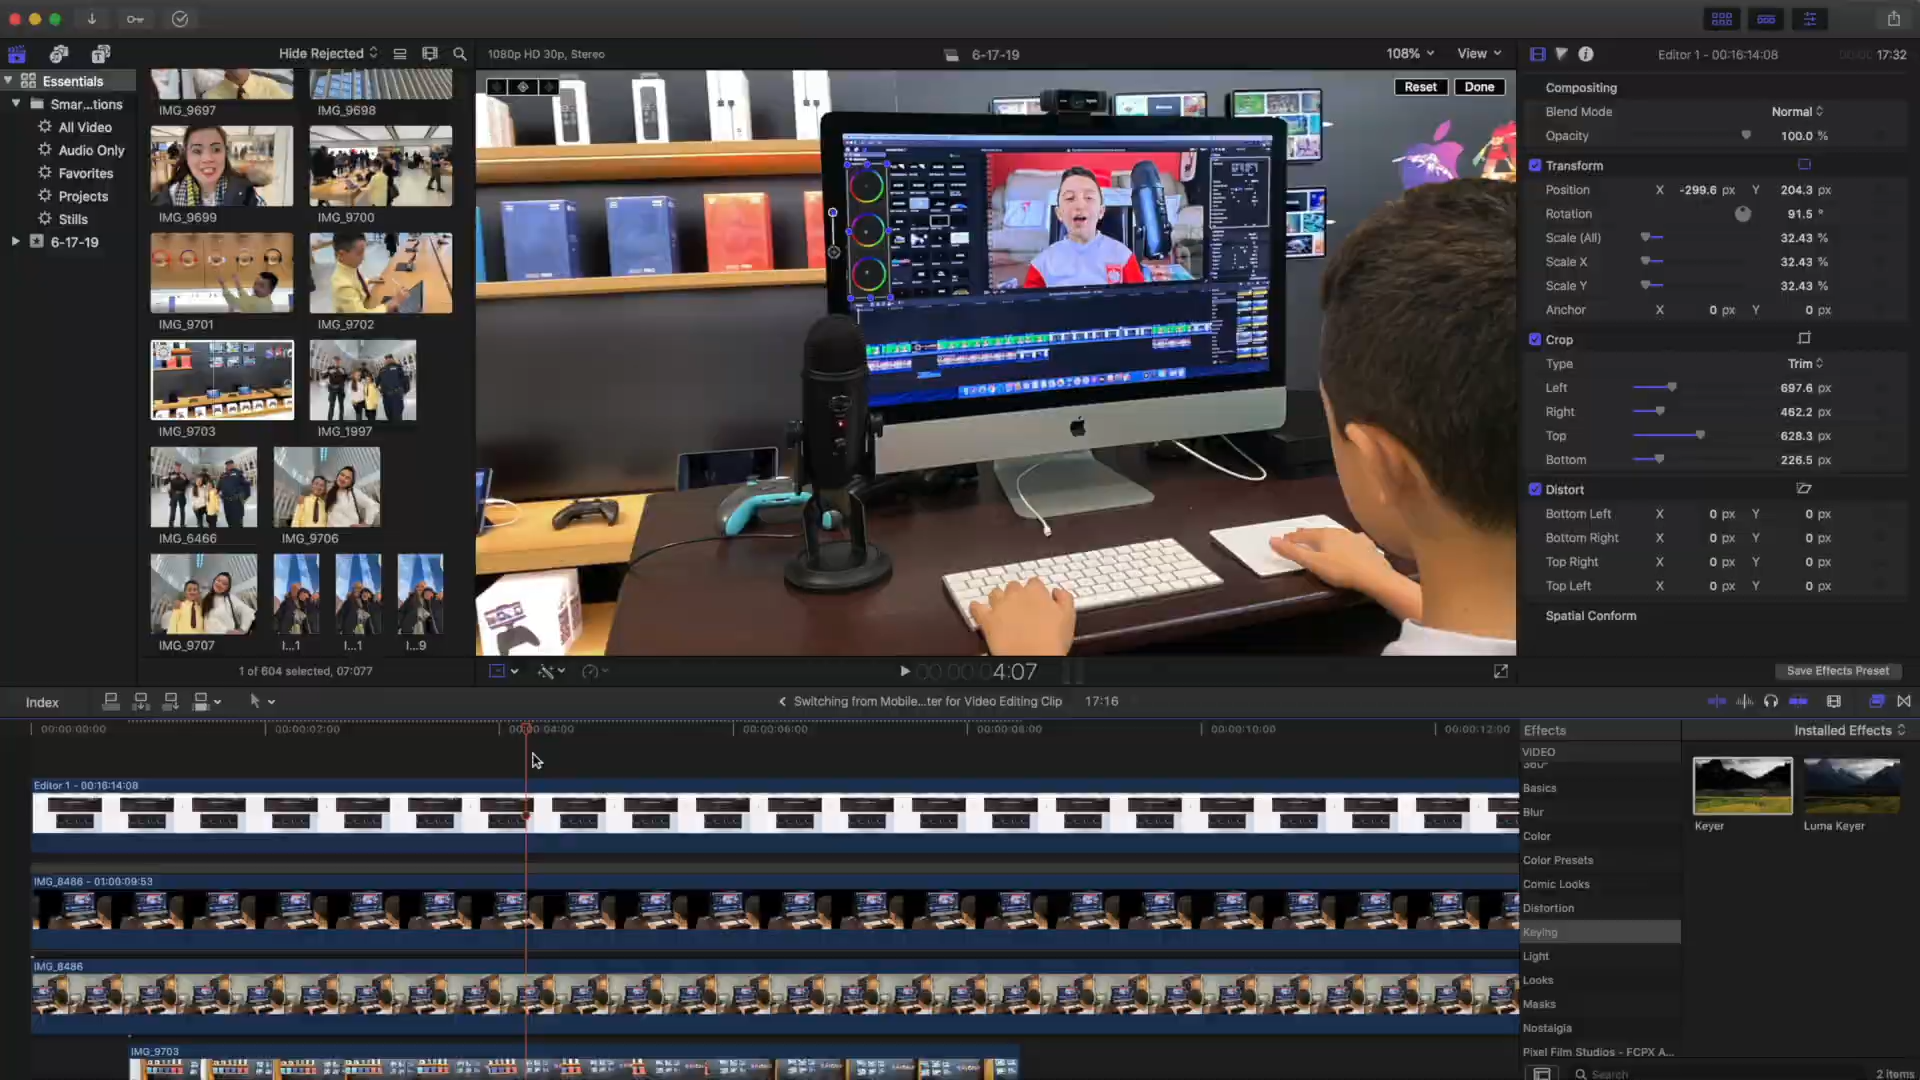 Hide Rejected
1080p HD 30p, Stereo
6-17-19
108%
View
Editor 1 - 00:16:14:08
17:32
Essentials
Smar...tions
All Video
Audio Only
Favorites
Projects
Stills
6-17-19
IMG_9697
IMG_9698
IMG_9699
IMG_9700
IMG_9701
IMG_9702
IMG_9703
IMG_1997
IMG_6466
IMG_9706
IMG_9707
I...1
I...1
I...9
1 of 604 selected, 07:077
Reset
Done
4:07
Compositing
Blend Mode
Normal
Opacity
100.0 %
Transform
Position X -299.6 px Y 204.3 px
Rotation 91.5 °
Scale (All) 32.43 %
Scale X 32.43 %
Scale Y 32.43 %
Anchor X 0 px Y 0 px
Crop
Type Trim
Left 697.6 px
Right 462.2 px
Top 628.3 px
Bottom 226.5 px
Distort
Bottom Left X 0 px Y 0 px
Bottom Right X 0 px Y 0 px
Top Right X 0 px Y 0 px
Top Left X 0 px Y 0 px
Spatial Conform
Save Effects Preset
Index
Switching from Mobile...ter for Video Editing Clip
17:16
00:00:00:00
00:00:02:00
00:00:04:00
00:00:06:00
00:00:08:00
00:00:10:00
00:00:12:00
Editor 1 - 00:16:14:08
IMG_8486 - 01:00:09:53
IMG_8486
IMG_9703
Effects
Installed Effects
VIDEO
360°
Basics
Blur
Color
Color Presets
Comic Looks
Distortion
Keying
Light
Looks
Masks
Nostalgia
Pixel Film Studios - FCPX A...
Keyer
Luma Keyer
Search
2 items